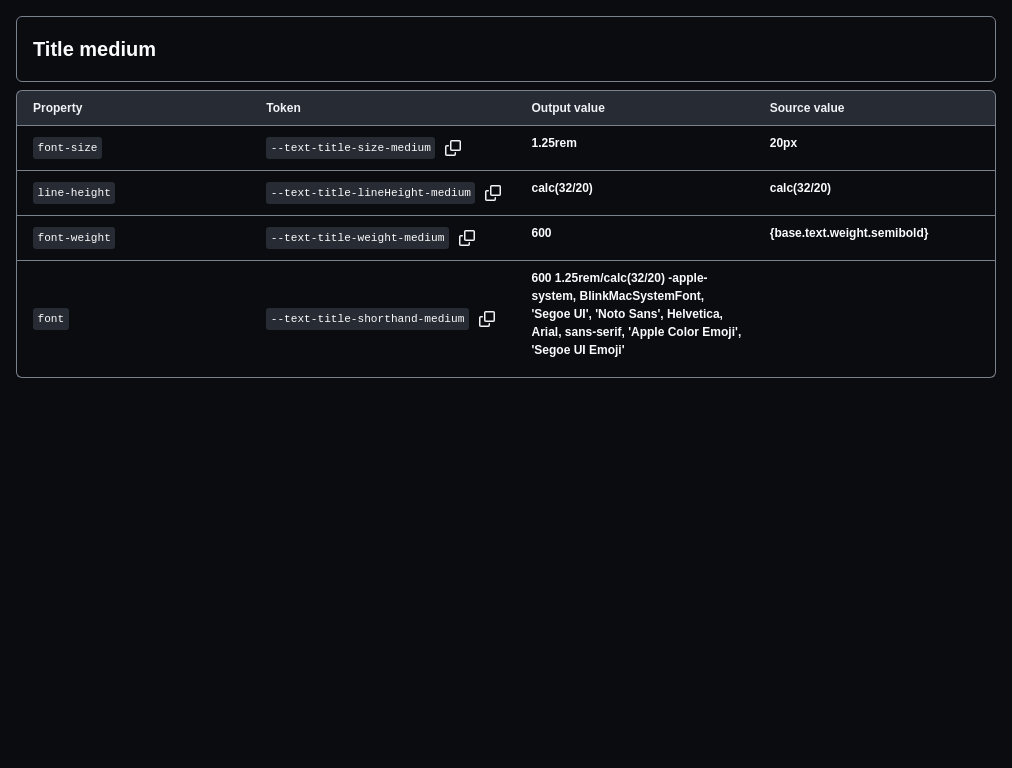 Title medium
Property Token Output value Source value
font-size --text-title-size-medium 1.25rem 20px
line-height --text-title-lineHeight-medium calc(32/20) calc(32/20)
font-weight --text-title-weight-medium 600 {base.text.weight.semibold}
font --text-title-shorthand-medium 600 1.25rem/calc(32/20) -apple-
system, BlinkMacSystemFont,
'Segoe UI', 'Noto Sans', Helvetica,
Arial, sans-serif, 'Apple Color Emoji',
'Segoe UI Emoji'